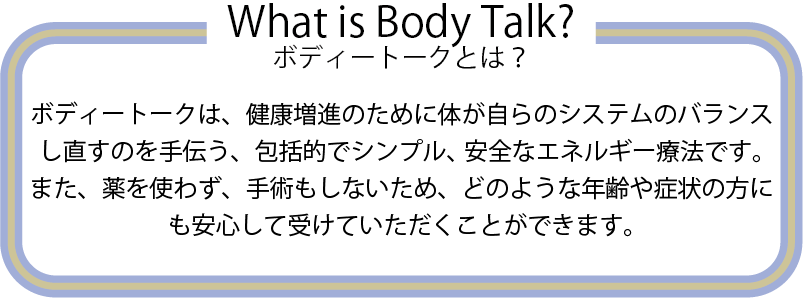 What is Body Talk?
ボディートークとは？
ボディートークは、健康増進のために体が自らのシステムのバランス
し直すのを手伝う、包括的でシンプル、安全なエネルギー療法です。
また、薬を使わず、手術もしないため、どのような年齢や症状の方に
も安心して受けていただくことができます。